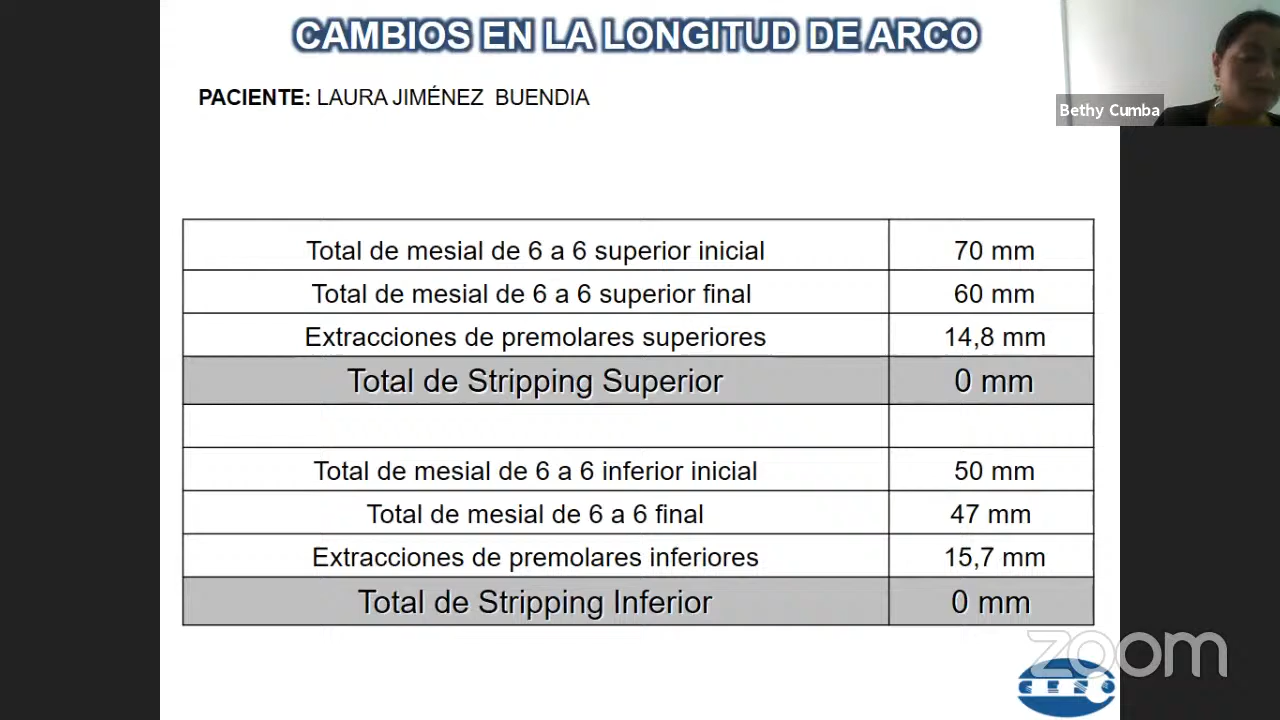 CAMBIOS EN LA LONGITUD DE ARCO
PACIENTE: LAURA JIMÉNEZ BUENDIA
Bethy Cumba
Total de mesial de 6 a 6 superior inicial 70 mm
Total de mesial de 6 a 6 superior final 60 mm
Extracciones de premolares superiores 14,8 mm
Total de Stripping Superior 0 mm
Total de mesial de 6 a 6 inferior inicial 50 mm
Total de mesial de 6 a 6 final 47 mm
Extracciones de premolares inferiores 15,7 mm
Total de Stripping Inferior 0 mm
zoom